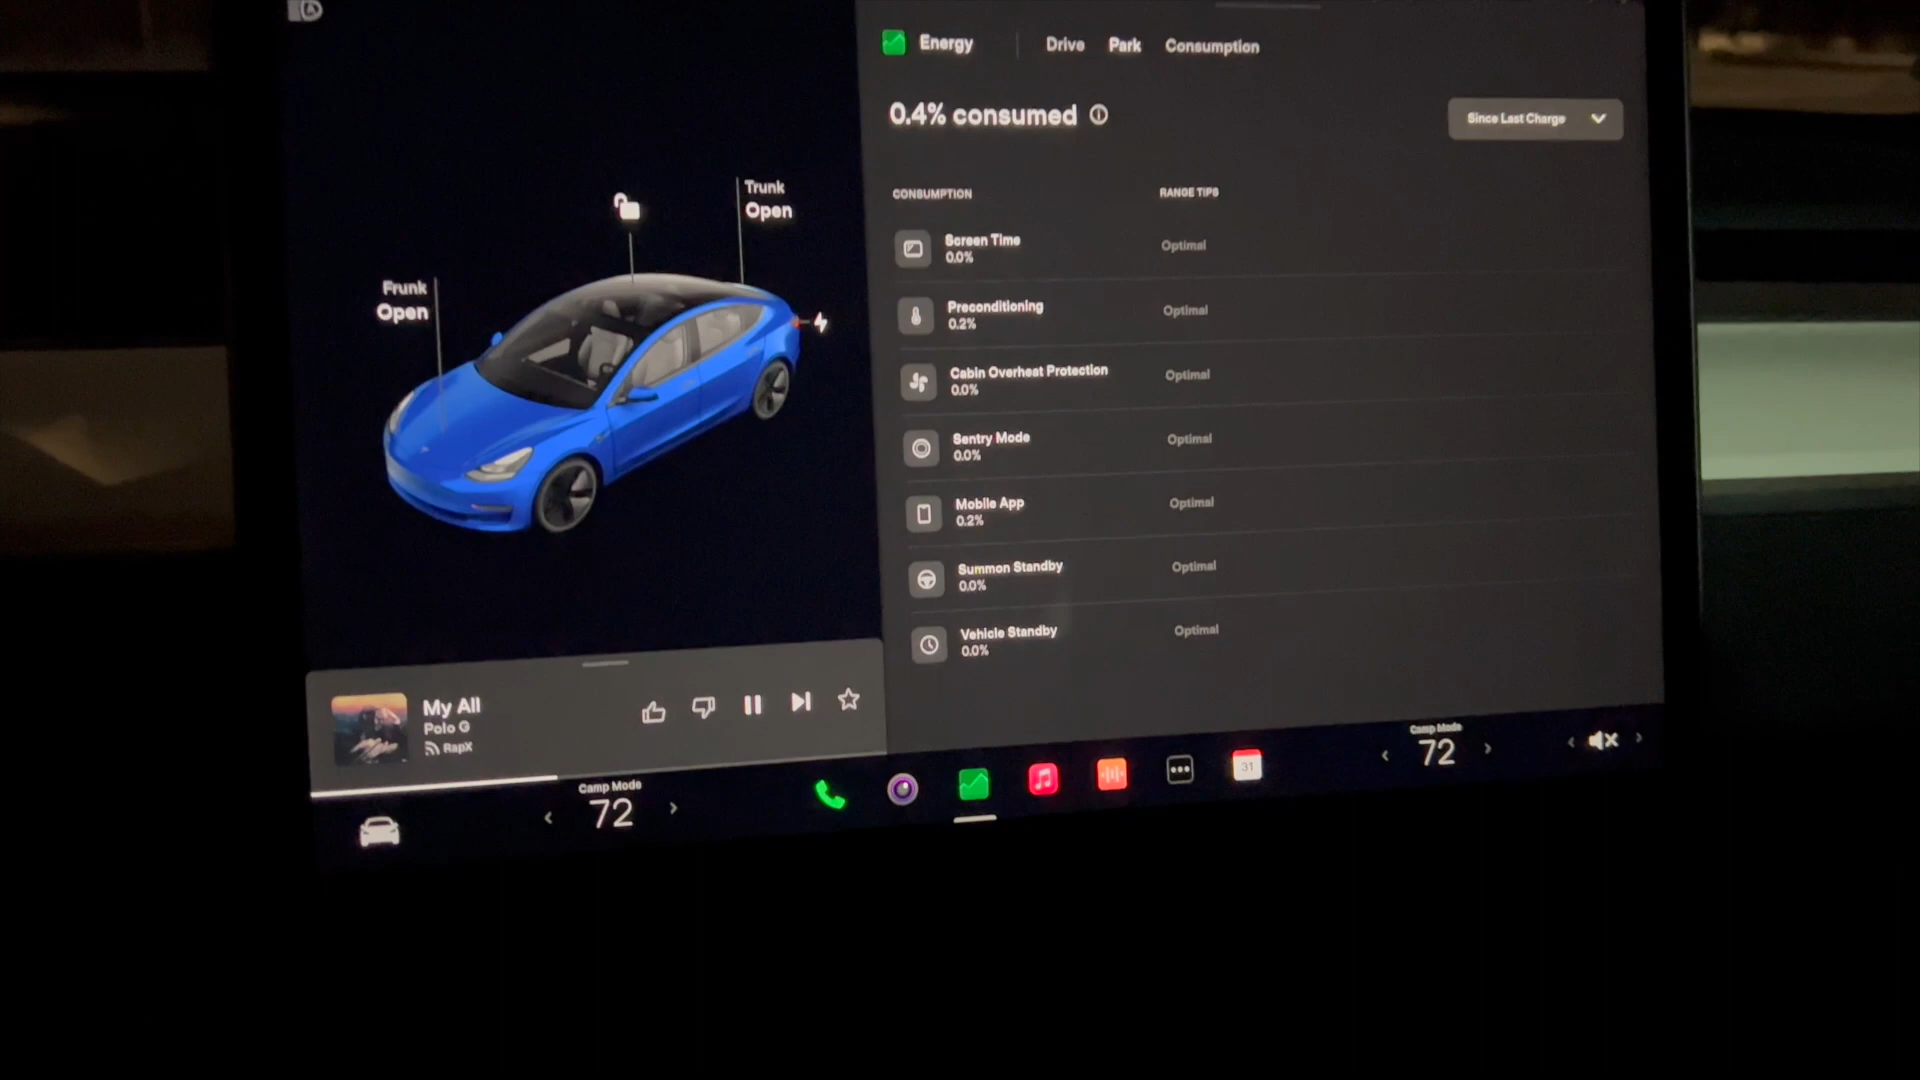 Trunk
Open
Frunk
Open
My All
Polo G
RapX
Camp Mode
72
Energy
Drive
Park
Consumption
0.4% consumed
Since Last Charge
CONSUMPTION
RANGE TIPS
Screen Time
0.0%
Optimal
Preconditioning
0.2%
Optimal
Cabin Overheat Protection
0.0%
Optimal
Sentry Mode
0.0%
Optimal
Mobile App
0.2%
Optimal
Summon Standby
0.0%
Optimal
Vehicle Standby
0.0%
Optimal
31
Camp Mode
72